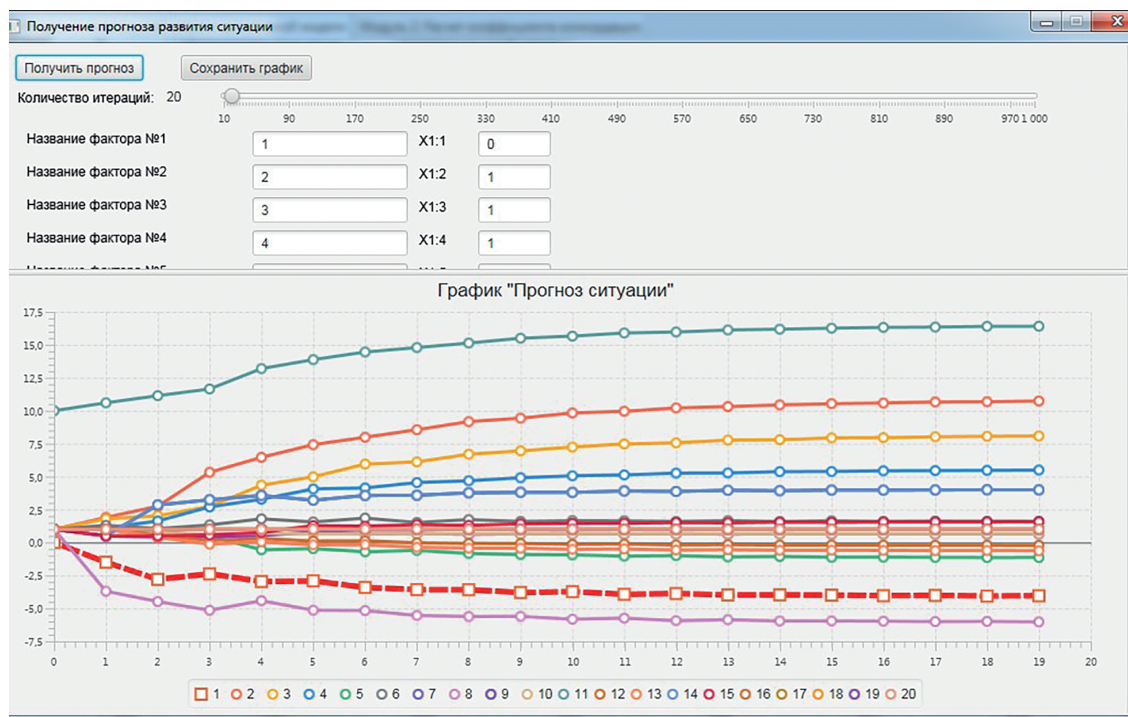 Получение прогноза развития ситуации
Получить прогноз Сохранить график
Количество итераций: 20
10 90 170 250 330 410 490 570 650 730 810 890 970 1 000
Название фактора №1 1 X1:1 0
Название фактора №2 2 X1:2 1
Название фактора №3 3 X1:3 1
Название фактора №4 4 X1:4 1
График "Прогноз ситуации"
17,5
15,0
12,5
10,0
7,5
5,0
2,5
0,0
-2,5
-5,0
-7,5
0 1 2 3 4 5 6 7 8 9 10 11 12 13 14 15 16 17 18 19 20
1 2 3 4 5 6 7 8 9 10 11 12 13 14 15 16 17 18 19 20